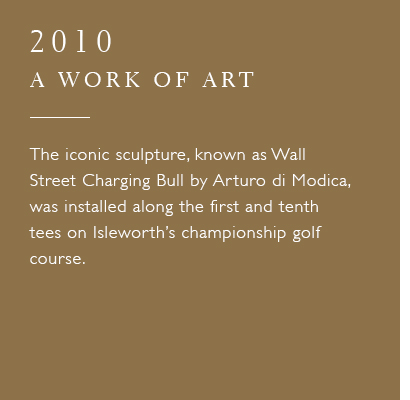 2010
A WORK OF ART
The iconic sculpture, known as Wall
Street Charging Bull by Arturo di Modica,
was installed along the first and tenth
tees on Isleworth's championship golf
course.